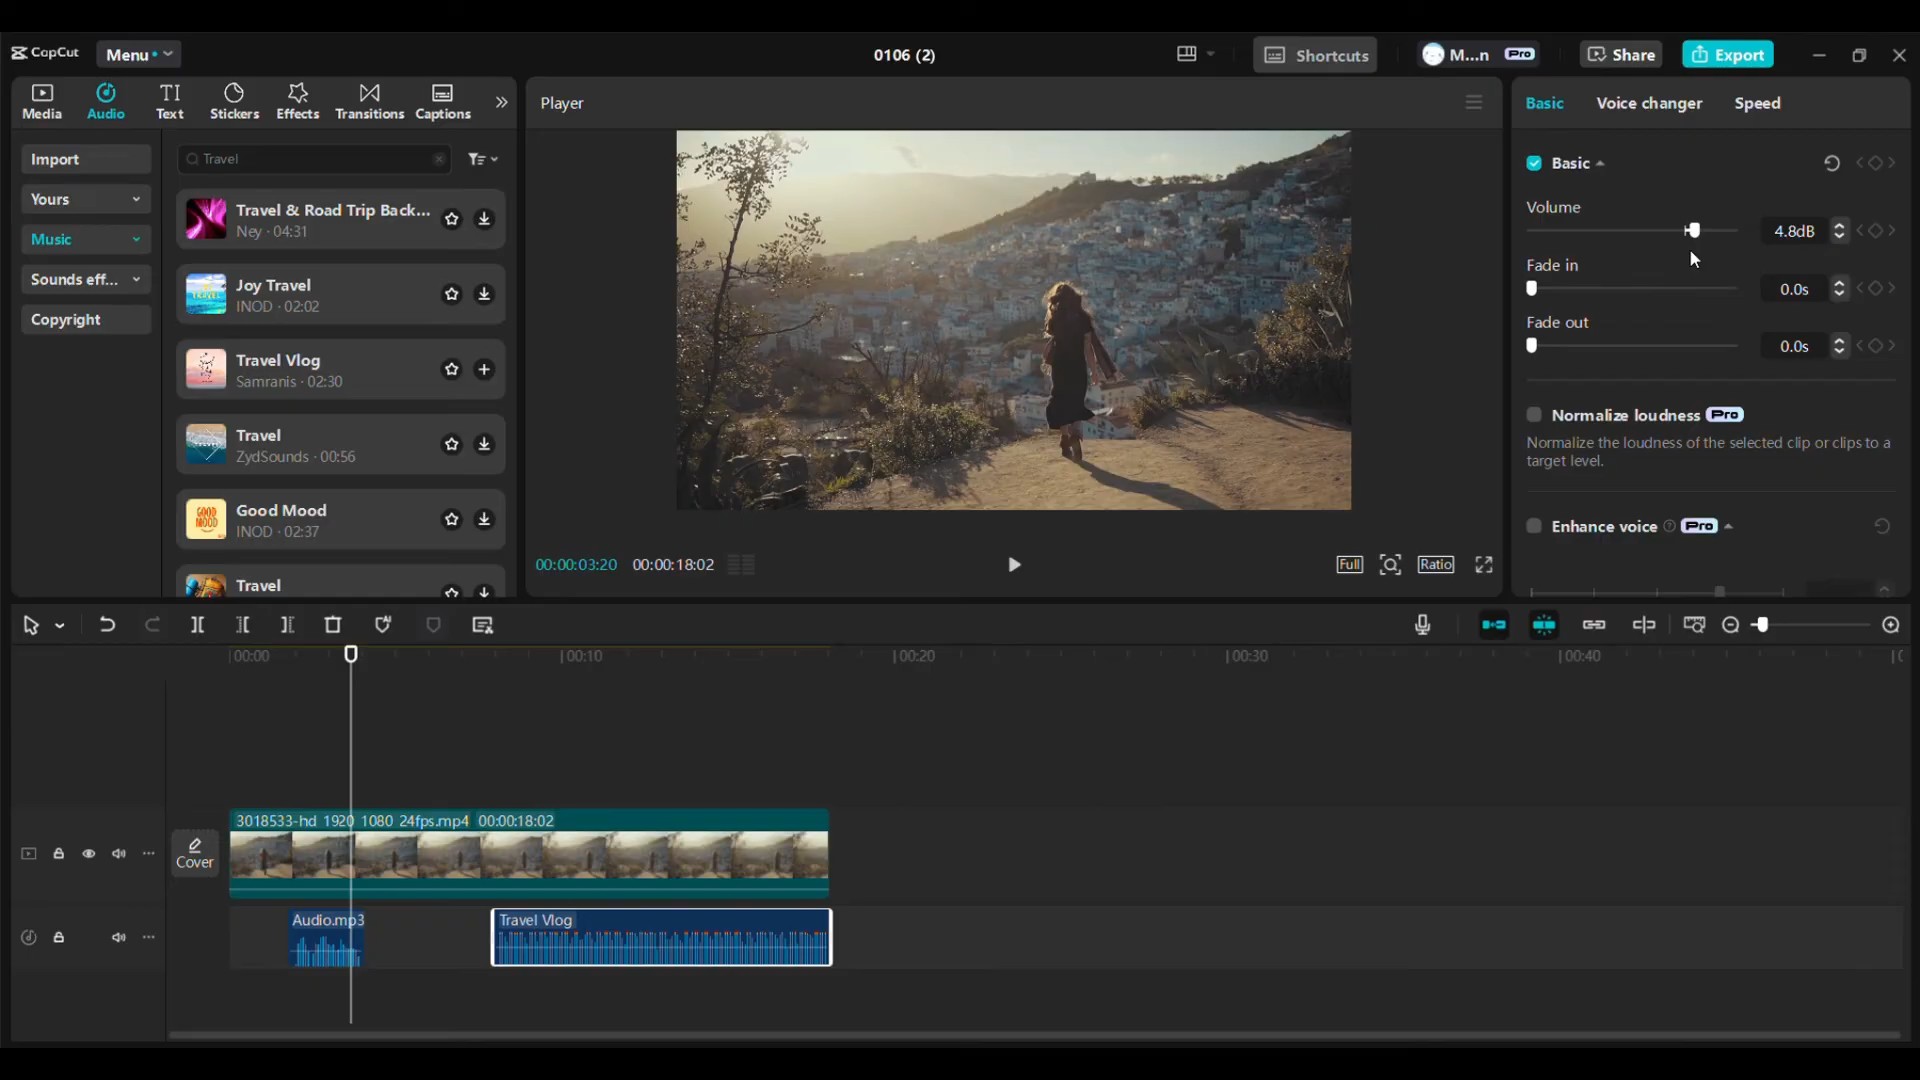 CapCut
Menu
0106 (2)
Shortcuts
M...n
Pro
Share
Export
Media
Audio
Text
Stickers
Effects
Transitions
Captions
Import
Yours
Music
Sounds eff...
Copyright
Travel
Travel & Road Trip Back...
Ney · 04:31
Joy Travel
INOD · 02:02
Travel Vlog
Samranis · 02:30
Travel
ZydSounds · 00:56
Good Mood
INOD · 02:37
Travel
Player
00:00:03:20
00:00:18:02
Full
Ratio
Basic
Voice changer
Speed
Basic
Volume
4.8dB
Fade in
0.0s
Fade out
0.0s
Normalize loudness
Pro
Normalize the loudness of the selected clip or clips to a
target level.
Enhance voice
Pro
00:00
00:10
00:20
00:30
00:40
Cover
3018533-hd_1920_1080_24fps.mp4
00:00:18:02
Audio.mp3
Travel Vlog